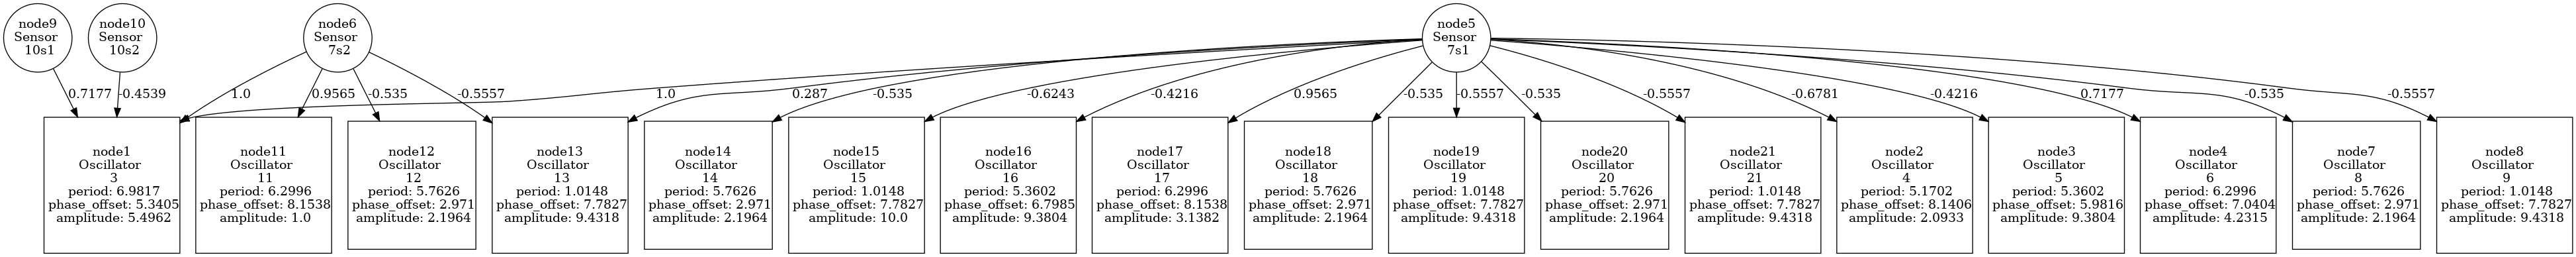 node9
Sensor
10s1
node10
Sensor
10s2
node6
Sensor
7s2
node5
Sensor
7s1
0.7177
-0.4539
1.0
0.9565
-0.535
-0.5557
1.0
0.287
-0.535
-0.6243
-0.4216
0.9565
-0.535
-0.5557
-0.535
-0.5557
-0.6781
-0.4216
0.7177
-0.535
-0.5557
node1
Oscillator
3
period: 6.9817
phase_offset: 5.3405
amplitude: 5.4962
node11
Oscillator
11
period: 6.2996
phase_offset: 8.1538
amplitude: 1.0
node12
Oscillator
12
period: 5.7626
phase_offset: 2.971
amplitude: 2.1964
node13
Oscillator
13
period: 1.0148
phase_offset: 7.7827
amplitude: 9.4318
node14
Oscillator
14
period: 5.7626
phase_offset: 2.971
amplitude: 2.1964
node15
Oscillator
15
period: 1.0148
phase_offset: 7.7827
amplitude: 10.0
node16
Oscillator
16
period: 5.3602
phase_offset: 6.7985
amplitude: 9.3804
node17
Oscillator
17
period: 6.2996
phase_offset: 8.1538
amplitude: 3.1382
node18
Oscillator
18
period: 5.7626
phase_offset: 2.971
amplitude: 2.1964
node19
Oscillator
19
period: 1.0148
phase_offset: 7.7827
amplitude: 9.4318
node20
Oscillator
20
period: 5.7626
phase_offset: 2.971
amplitude: 2.1964
node21
Oscillator
21
period: 1.0148
phase_offset: 7.7827
amplitude: 9.4318
node2
Oscillator
4
period: 5.1702
phase_offset: 8.1406
amplitude: 2.0933
node3
Oscillator
5
period: 5.3602
phase_offset: 5.9816
amplitude: 9.3804
node4
Oscillator
6
period: 6.2996
phase_offset: 7.0404
amplitude: 4.2315
node7
Oscillator
8
period: 5.7626
phase_offset: 2.971
amplitude: 2.1964
node8
Oscillator
9
period: 1.0148
phase_offset: 7.7827
amplitude: 9.4318